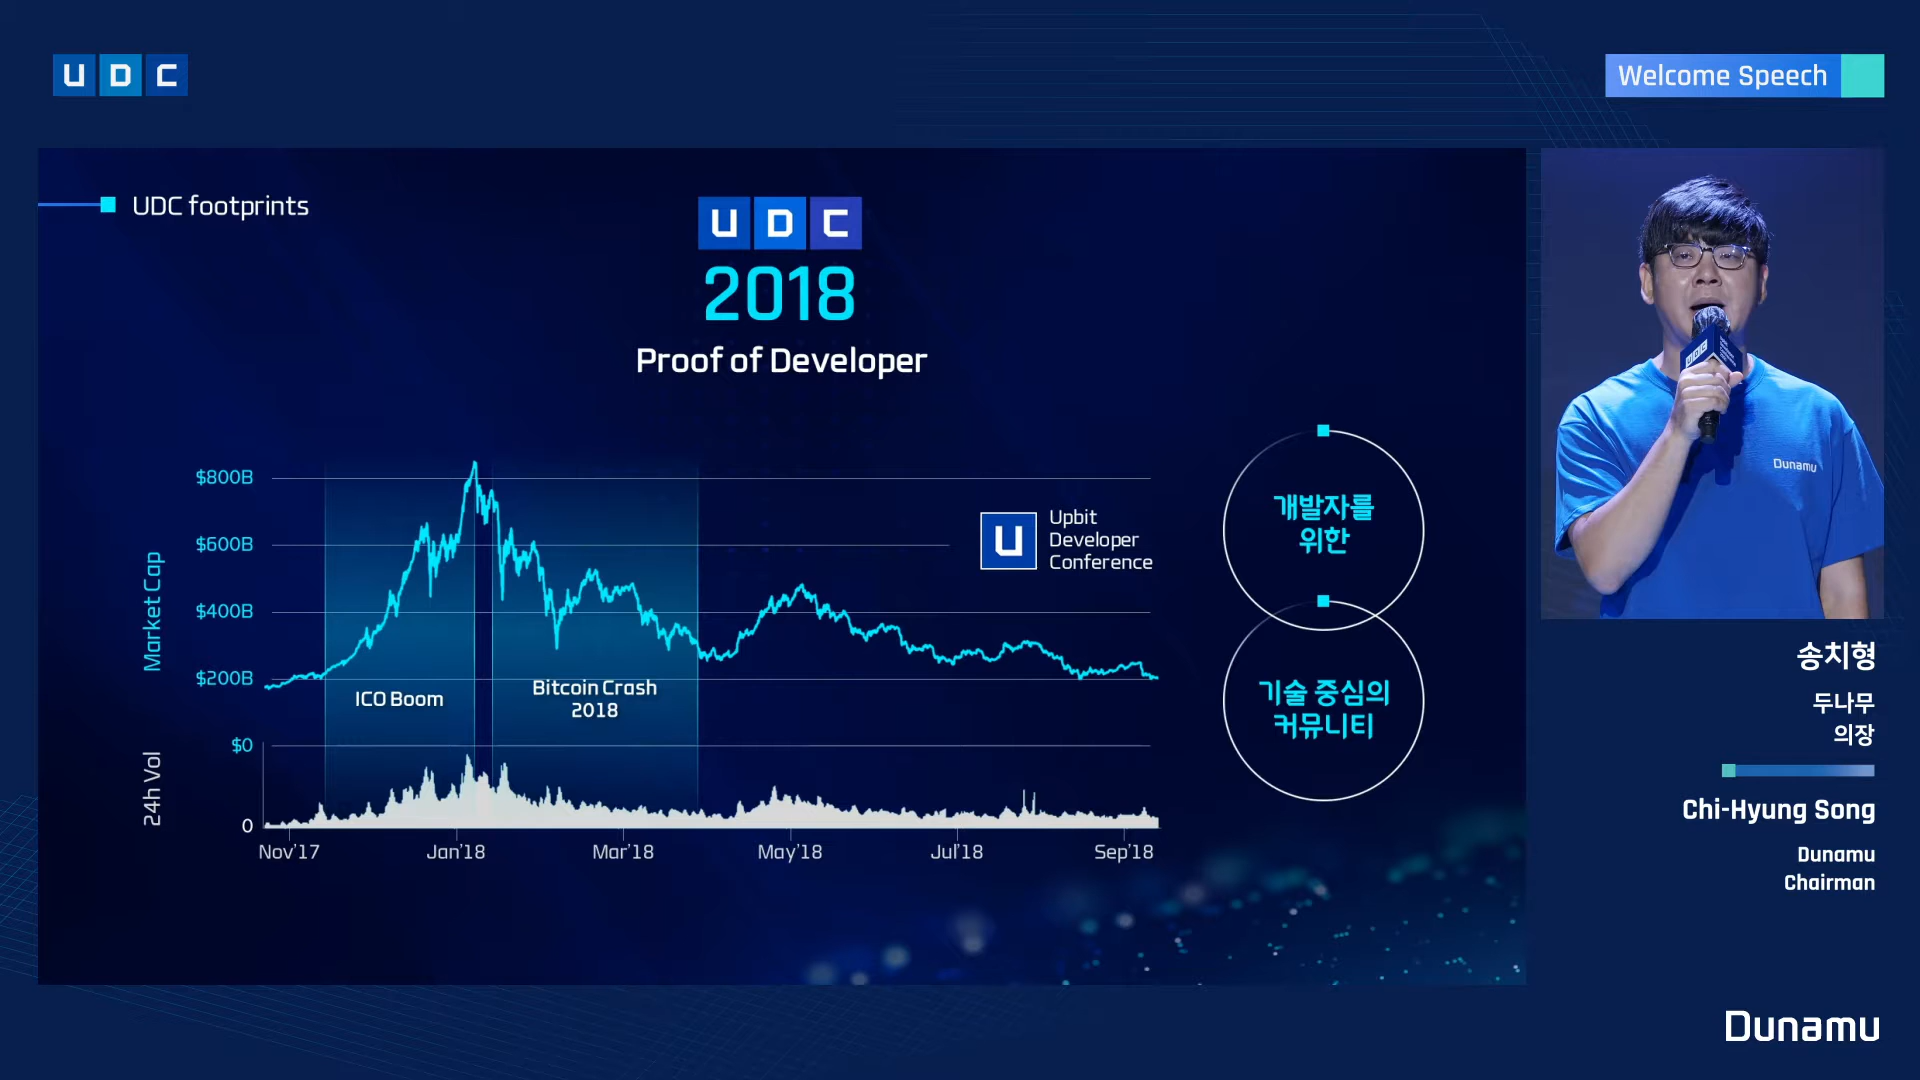 UDC
Welcome Speech
UDC footprints
UDC
2018
Proof of Developer
Market Cap
$800B
$600B
$400B
$200B
$0
24h Vol
0
ICO Boom
Bitcoin Crash
2018
U
Upbit
Developer
Conference
Nov'17
Jan'18
Mar'18
May'18
Jul'18
Sep'18
개발자를
위한
기술 중심의
커뮤니티
UDC
Dunamu
송치형
두나무
의장
Chi-Hyung Song
Dunamu
Chairman
Dunamu